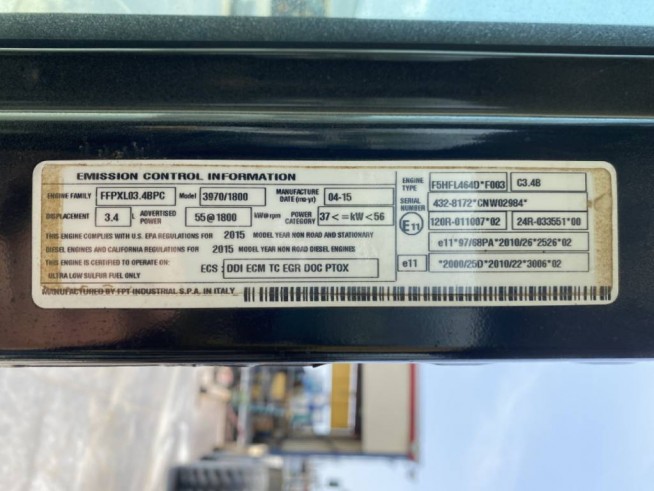 EMISSION CONTROL INFORMATION
ENGINE FAMILY FFPXL03.4BPC Model 3970/1800 MANUFACTURE DATE (mo-yr) 04-15
DISPLACEMENT 3.4 L ADVERTISED POWER 55@1800 kW@rpm POWER CATEGORY 37<=kW<56
THIS ENGINE COMPLIES WITH U.S. EPA REGULATIONS FOR 2015 MODEL YEAR NON ROAD AND STATIONARY
DIESEL ENGINES AND CALIFORNIA REGULATIONS FOR 2015 MODEL YEAR NON ROAD DIESEL ENGINES
THIS ENGINE IS CERTIFIED TO OPERATE ON:
ULTRA LOW SULFUR FUEL ONLY
ECS : DDI ECM TC EGR DOC PTOX
MANUFACTURED BY FPT-INDUSTRIAL S.P.A. IN ITALY
ENGINE TYPE F5HFL464D*F003 C3.4B
SERIAL NUMBER 432-8172*CNW02984*
E11 120R-011007*02 24R-033551*00
e11*97/68PA*2010/26*2526*02
e11 *2000/25D*2010/22*3006*02